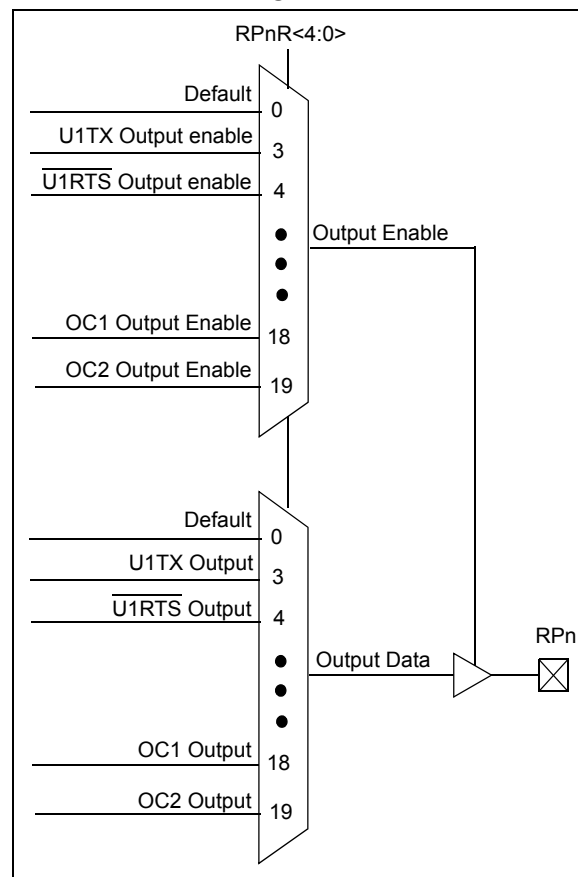 RPnR<4:0>
Default
0
U1TX Output enable
3
U1RTS Output enable
4
Output Enable
OC1 Output Enable
18
OC2 Output Enable
19
Default
0
U1TX Output
3
U1RTS Output
4
RPn
Output Data
OC1 Output
18
OC2 Output
19